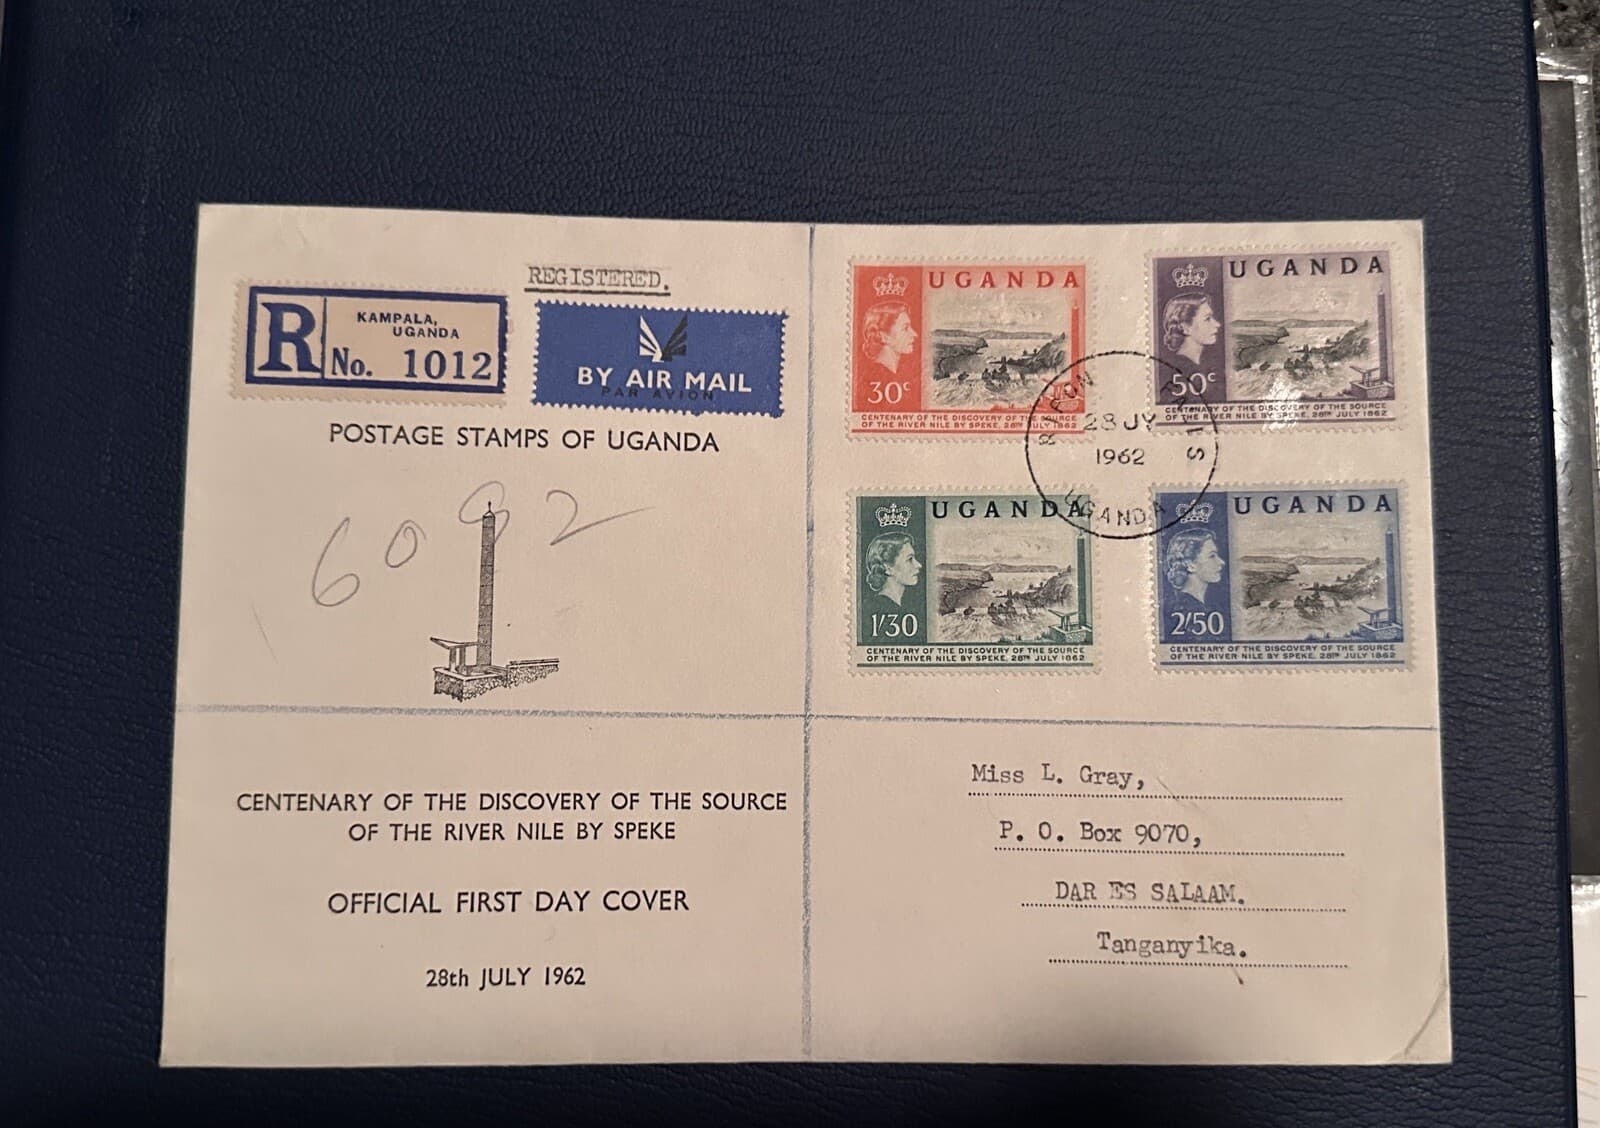 REGISTERED.
R
KAMPALA,
UGANDA
No. 1012
BY AIR MAIL
PAR AVION
POSTAGE STAMPS OF UGANDA
6092
CENTENARY OF THE DISCOVERY OF THE SOURCE
OF THE RIVER NILE BY SPEKE
OFFICIAL FIRST DAY COVER
28th JULY 1962
UGANDA
30c
CENTENARY OF THE DISCOVERY OF THE SOURCE
OF THE RIVER NILE BY SPEKE, 28TH JULY 1862
UGANDA
50c
CENTENARY OF THE DISCOVERY OF THE SOURCE
OF THE RIVER NILE BY SPEKE, 28TH JULY 1862
28 JY
1962
UGANDA
UGANDA
1/30
CENTENARY OF THE DISCOVERY OF THE SOURCE
OF THE RIVER NILE BY SPEKE, 28TH JULY 1862
UGANDA
2/50
CENTENARY OF THE DISCOVERY OF THE SOURCE
OF THE RIVER NILE BY SPEKE, 28TH JULY 1862
Miss L. Gray,
P. O. Box 9070,
DAR ES SALAAM.
Tanganyika.